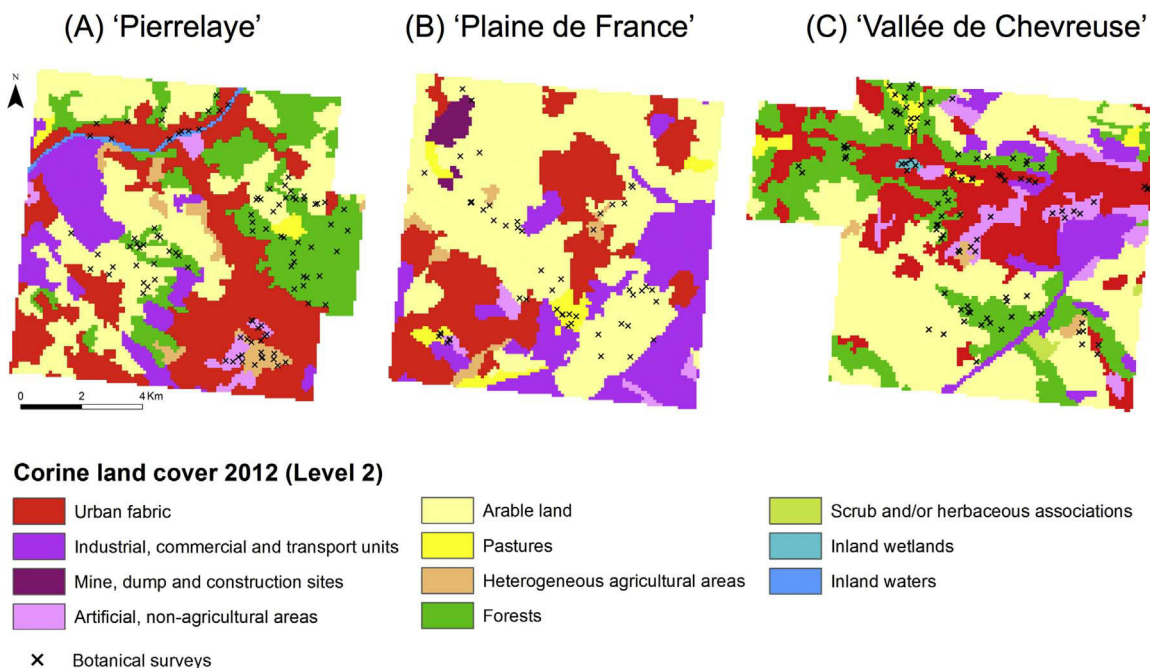 (A) 'Pierrelaye'
(B) 'Plaine de France'
(C) 'Vallée de Chevreuse'
N
0 2 4 Km
Corine land cover 2012 (Level 2)
Urban fabric
Industrial, commercial and transport units
Mine, dump and construction sites
Artificial, non-agricultural areas
Botanical surveys
Arable land
Pastures
Heterogeneous agricultural areas
Forests
Scrub and/or herbaceous associations
Inland wetlands
Inland waters